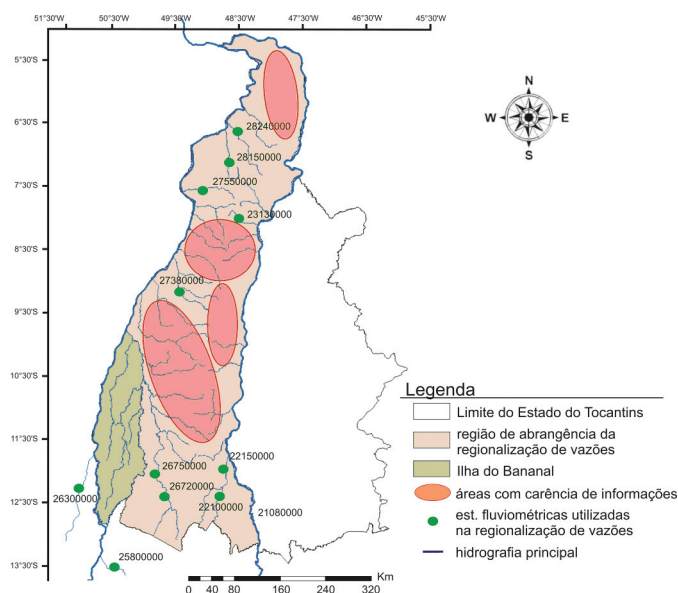 51°30'W 50°30'W 49°36'W 48°36'W 47°36'W 46°30'W 45°30'W
5°30'S
6°30'S
7°30'S
8°30'S
9°30'S
10°30'S
11°30'S
12°30'S
13°30'S
28240000
28150000
27550000
23130000
27380000
26750000
22150000
26720000
26300000
22100000
21080000
25800000
N
W
E
S
Legenda
Limite do Estado do Tocantins
região de abrangência da
regionalização de vazões
Ilha do Bananal
áreas com carência de informações
est. fluviométricas utilizadas
na regionalização de vazões
hidrografia principal
0 40 80 160 240 320
Km